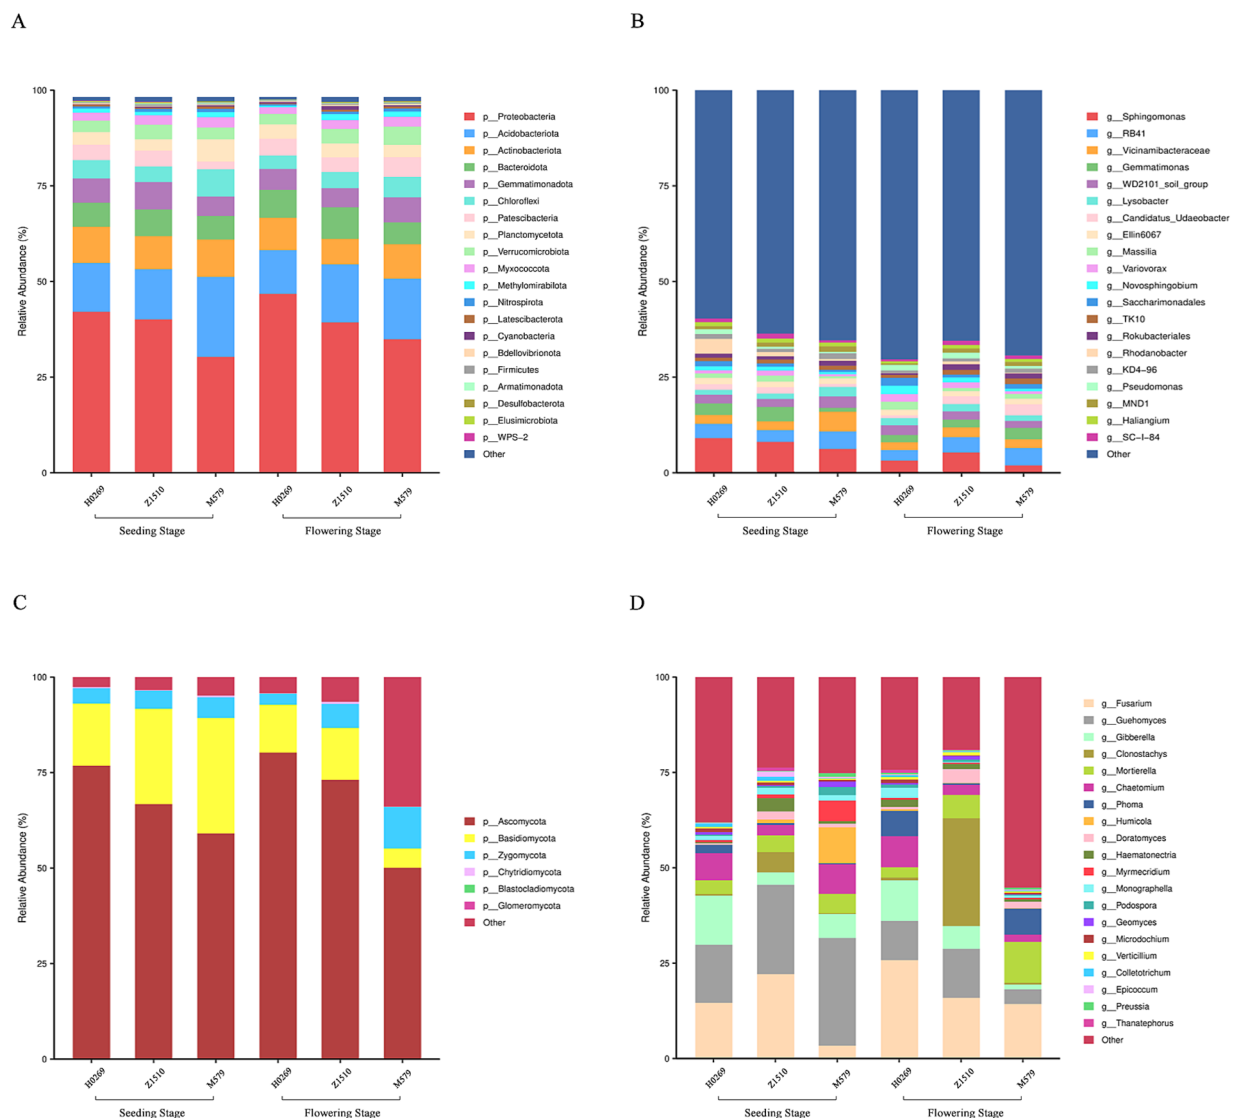 A
Relative Abundance (%)
100
75
50
25
0
H0269
Z1510
M579
H0269
Z1510
M579
Seeding Stage
Flowering Stage
p__Proteobacteria
p__Acidobacteriota
p__Actinobacteriota
p__Bacteroidota
p__Gemmatimonadota
p__Chloroflexi
p__Patescibacteria
p__Planctomycetota
p__Verrucomicrobiota
p__Myxococcota
p__Methylomirabilota
p__Nitrospirota
p__Latescibacterota
p__Cyanobacteria
p__Bdellovibrionota
p__Firmicutes
p__Armatimonadota
p__Desulfobacterota
p__Elusimicrobiota
p__WPS-2
Other
B
Relative Abundance (%)
100
75
50
25
0
H0269
Z1510
M579
H0269
Z1510
M579
Seeding Stage
Flowering Stage
g__Sphingomonas
g__RB41
g__Vicinamibacteraceae
g__Gemmatimonas
g__WD2101_soil_group
g__Lysobacter
g__Candidatus_Udaeobacter
g__Ellin6067
g__Massilia
g__Variovorax
g__Novosphingobium
g__Saccharimonadales
g__TK10
g__Rokubacteriales
g__Rhodanobacter
g__KD4-96
g__Pseudomonas
g__MND1
g__Haliangium
g__SC-I-84
Other
C
Relative Abundance (%)
100
75
50
25
0
H0269
Z1510
M579
H0269
Z1510
M579
Seeding Stage
Flowering Stage
p__Ascomycota
p__Basidiomycota
p__Zygomycota
p__Chytridiomycota
p__Blastocladiomycota
p__Glomeromycota
Other
D
Relative Abundance (%)
100
75
50
25
0
H0269
Z1510
M579
H0269
Z1510
M579
Seeding Stage
Flowering Stage
g__Fusarium
g__Guehomyces
g__Gibberella
g__Clonostachys
g__Mortierella
g__Chaetomium
g__Phoma
g__Humicola
g__Doratomyces
g__Haematonectria
g__Myrmecridium
g__Monographella
g__Podospora
g__Geomyces
g__Microdochium
g__Verticillium
g__Colletotrichum
g__Epicoccum
g__Preussia
g__Thanatephorus
Other